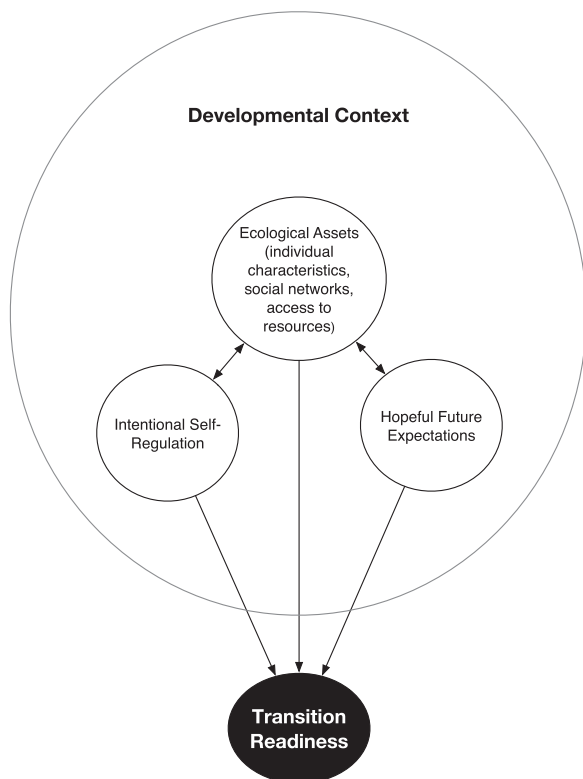 Developmental Context
Ecological Assets
(individual
characteristics,
social networks,
access to
resources)
Intentional Self-
Regulation
Hopeful Future
Expectations
Transition
Readiness